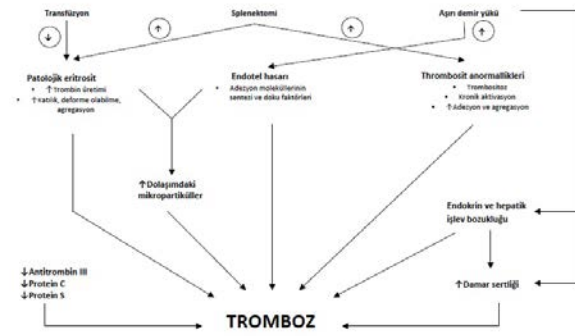 Transfüzyon
Splenektomi
Aşırı demir yükü
↓
↑
↑
↑
Patolojik eritrosit
• ↑Trombin üretimi
• ↑Katılık, deforme olabilme,
agregasyon
Endotel hasarı
• Adezyon moleküllerinin
sentezi ve doku faktörleri
Thrombosit anormallikleri
• Trombositoz
• Kronik aktivasyon
• ↑Adezyon ve agregasyon
↑Dolaşımdaki
mikropartiküller
Endokrin ve hepatik
işlev bozukluğu
↓Antitrombin III
↓Protein C
↓Protein S
↑Damar sertliği
TROMBOZ